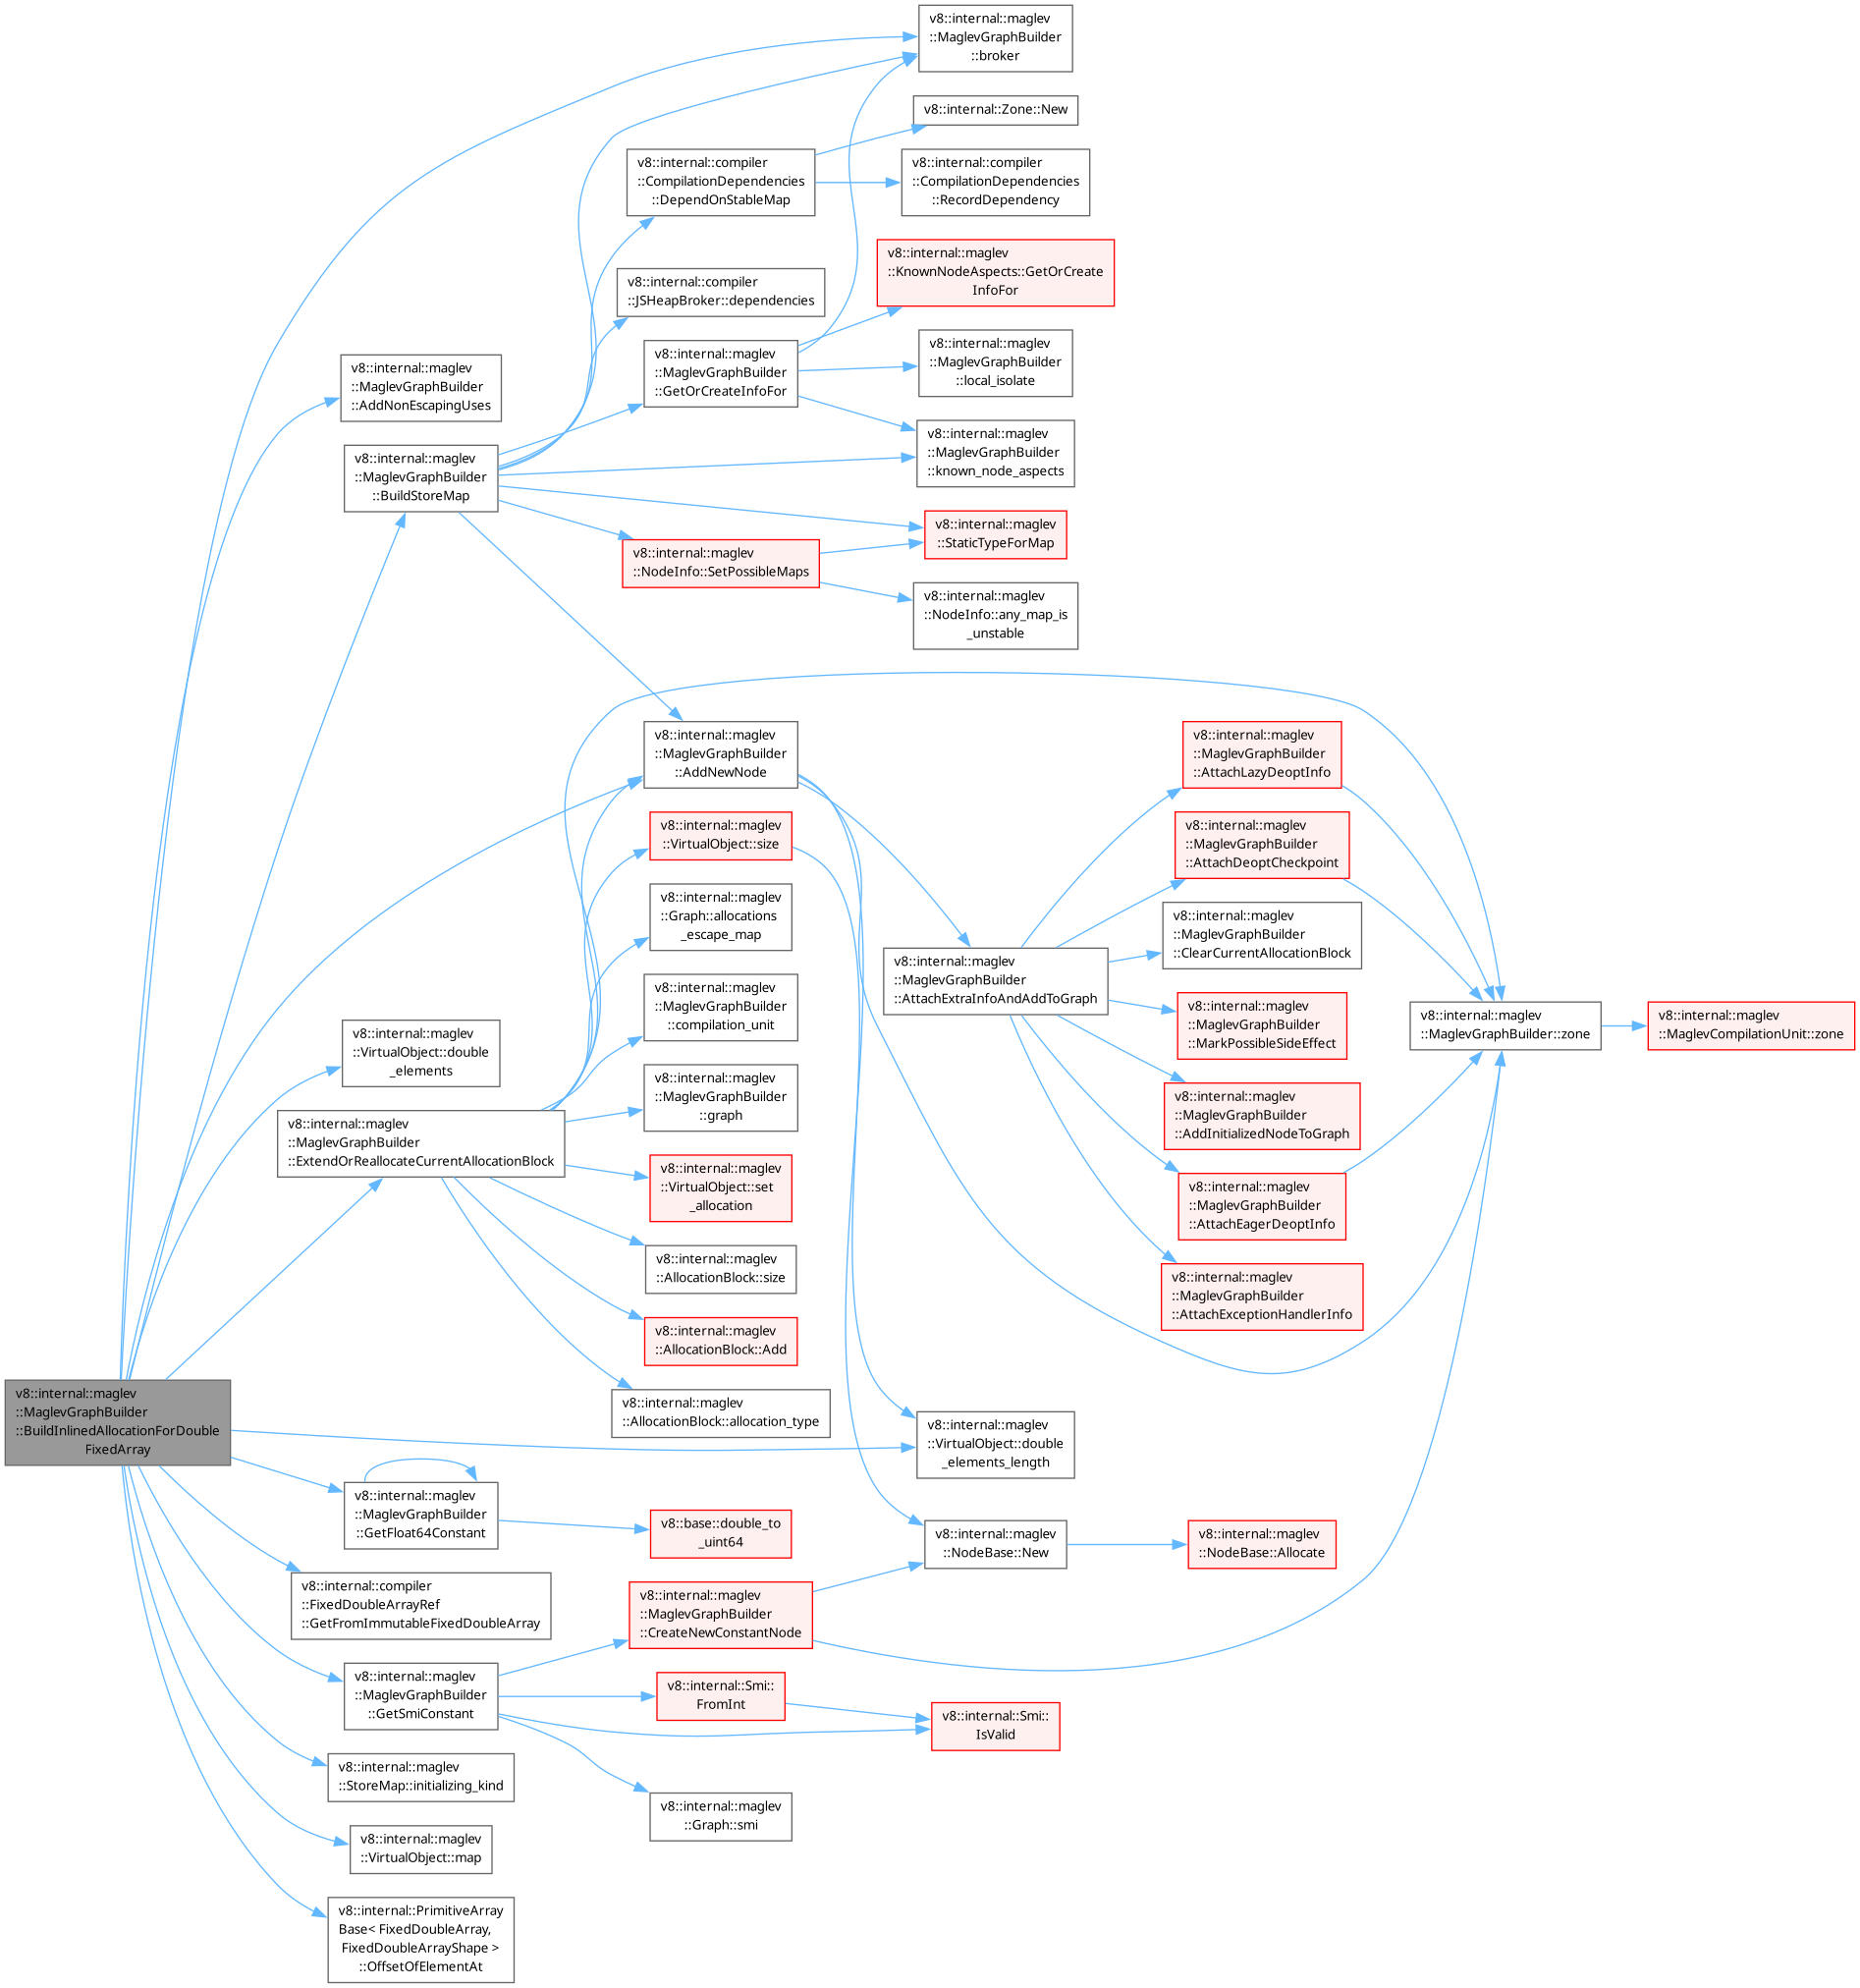 v8::internal::maglev
::MaglevGraphBuilder
::broker
v8::internal::Zone::New
v8::internal::compiler
::CompilationDependencies
::DependOnStableMap
v8::internal::compiler
::CompilationDependencies
::RecordDependency
v8::internal::maglev
::KnownNodeAspects::GetOrCreate
InfoFor
v8::internal::compiler
::JSHeapBroker::dependencies
v8::internal::maglev
::MaglevGraphBuilder
::local_isolate
v8::internal::maglev
::MaglevGraphBuilder
::GetOrCreateInfoFor
v8::internal::maglev
::MaglevGraphBuilder
::AddNonEscapingUses
v8::internal::maglev
::MaglevGraphBuilder
::known_node_aspects
v8::internal::maglev
::MaglevGraphBuilder
::BuildStoreMap
v8::internal::maglev
::StaticTypeForMap
v8::internal::maglev
::NodeInfo::SetPossibleMaps
v8::internal::maglev
::NodeInfo::any_map_is
_unstable
v8::internal::maglev
::MaglevGraphBuilder
::AddNewNode
v8::internal::maglev
::MaglevGraphBuilder
::AttachLazyDeoptInfo
v8::internal::maglev
::VirtualObject::size
v8::internal::maglev
::MaglevGraphBuilder
::AttachDeoptCheckpoint
v8::internal::maglev
::Graph::allocations
_escape_map
v8::internal::maglev
::MaglevGraphBuilder
::ClearCurrentAllocationBlock
v8::internal::maglev
::MaglevGraphBuilder
::AttachExtraInfoAndAddToGraph
v8::internal::maglev
::MaglevGraphBuilder
::compilation_unit
v8::internal::maglev
::MaglevGraphBuilder
::MarkPossibleSideEffect
v8::internal::maglev
::MaglevGraphBuilder::zone
v8::internal::maglev
::MaglevCompilationUnit::zone
v8::internal::maglev
::VirtualObject::double
_elements
v8::internal::maglev
::MaglevGraphBuilder
::graph
v8::internal::maglev
::MaglevGraphBuilder
::AddInitializedNodeToGraph
v8::internal::maglev
::MaglevGraphBuilder
::ExtendOrReallocateCurrentAllocationBlock
v8::internal::maglev
::VirtualObject::set
_allocation
v8::internal::maglev
::MaglevGraphBuilder
::AttachEagerDeoptInfo
v8::internal::maglev
::AllocationBlock::size
v8::internal::maglev
::MaglevGraphBuilder
::AttachExceptionHandlerInfo
v8::internal::maglev
::AllocationBlock::Add
v8::internal::maglev
::AllocationBlock::allocation_type
v8::internal::maglev
::MaglevGraphBuilder
::BuildInlinedAllocationForDouble
FixedArray
v8::internal::maglev
::VirtualObject::double
_elements_length
v8::internal::maglev
::MaglevGraphBuilder
::GetFloat64Constant
v8::base::double_to
_uint64
v8::internal::maglev
::NodeBase::New
v8::internal::maglev
::NodeBase::Allocate
v8::internal::compiler
::FixedDoubleArrayRef
::GetFromImmutableFixedDoubleArray
v8::internal::maglev
::MaglevGraphBuilder
::CreateNewConstantNode
v8::internal::maglev
::MaglevGraphBuilder
::GetSmiConstant
v8::internal::Smi::
FromInt
v8::internal::Smi::
IsValid
v8::internal::maglev
::StoreMap::initializing_kind
v8::internal::maglev
::Graph::smi
v8::internal::maglev
::VirtualObject::map
v8::internal::PrimitiveArray
Base< FixedDoubleArray,
FixedDoubleArrayShape >
::OffsetOfElementAt